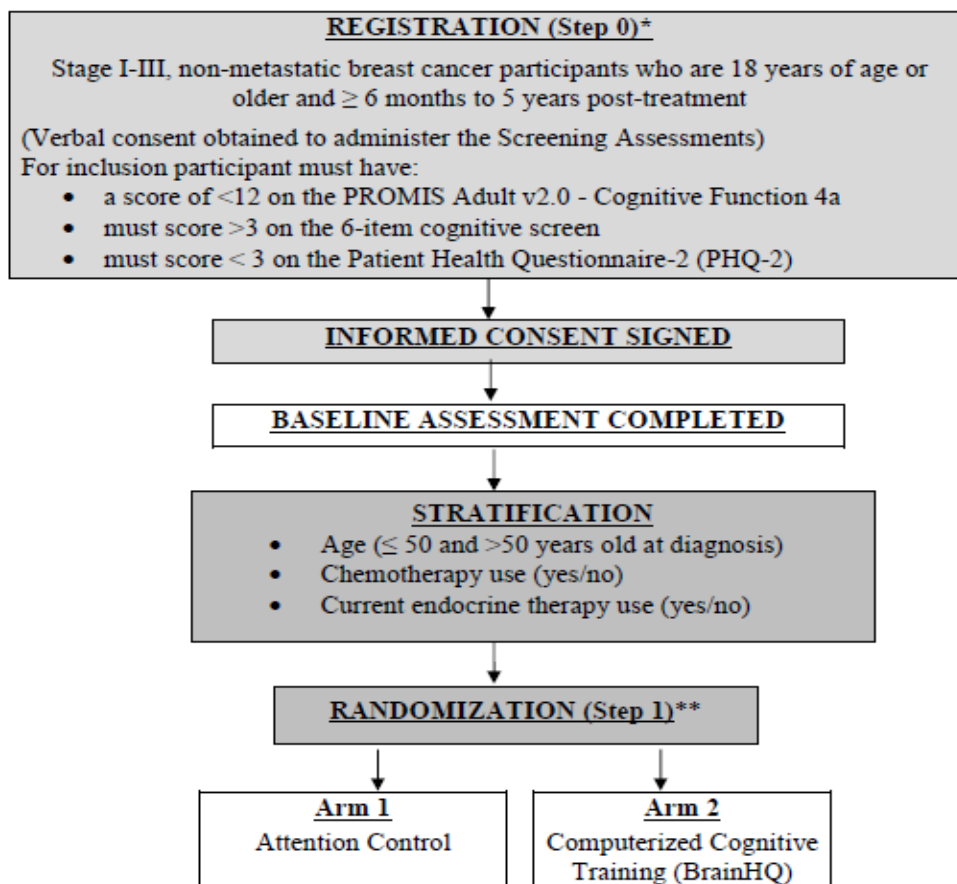 REGISTRATION (Step 0)*
Stage I-III, non-metastatic breast cancer participants who are 18 years of age or
older and ≥ 6 months to 5 years post-treatment
(Verbal consent obtained to administer the Screening Assessments)
For inclusion participant must have:
• a score of <12 on the PROMIS Adult v2.0 - Cognitive Function 4a
• must score >3 on the 6-item cognitive screen
• must score < 3 on the Patient Health Questionnaire-2 (PHQ-2)
INFORMED CONSENT SIGNED
BASELINE ASSESSMENT COMPLETED
STRATIFICATION
• Age (≤ 50 and >50 years old at diagnosis)
• Chemotherapy use (yes/no)
• Current endocrine therapy use (yes/no)
RANDOMIZATION (Step 1)**
Arm 1
Attention Control
Arm 2
Computerized Cognitive
Training (BrainHQ)